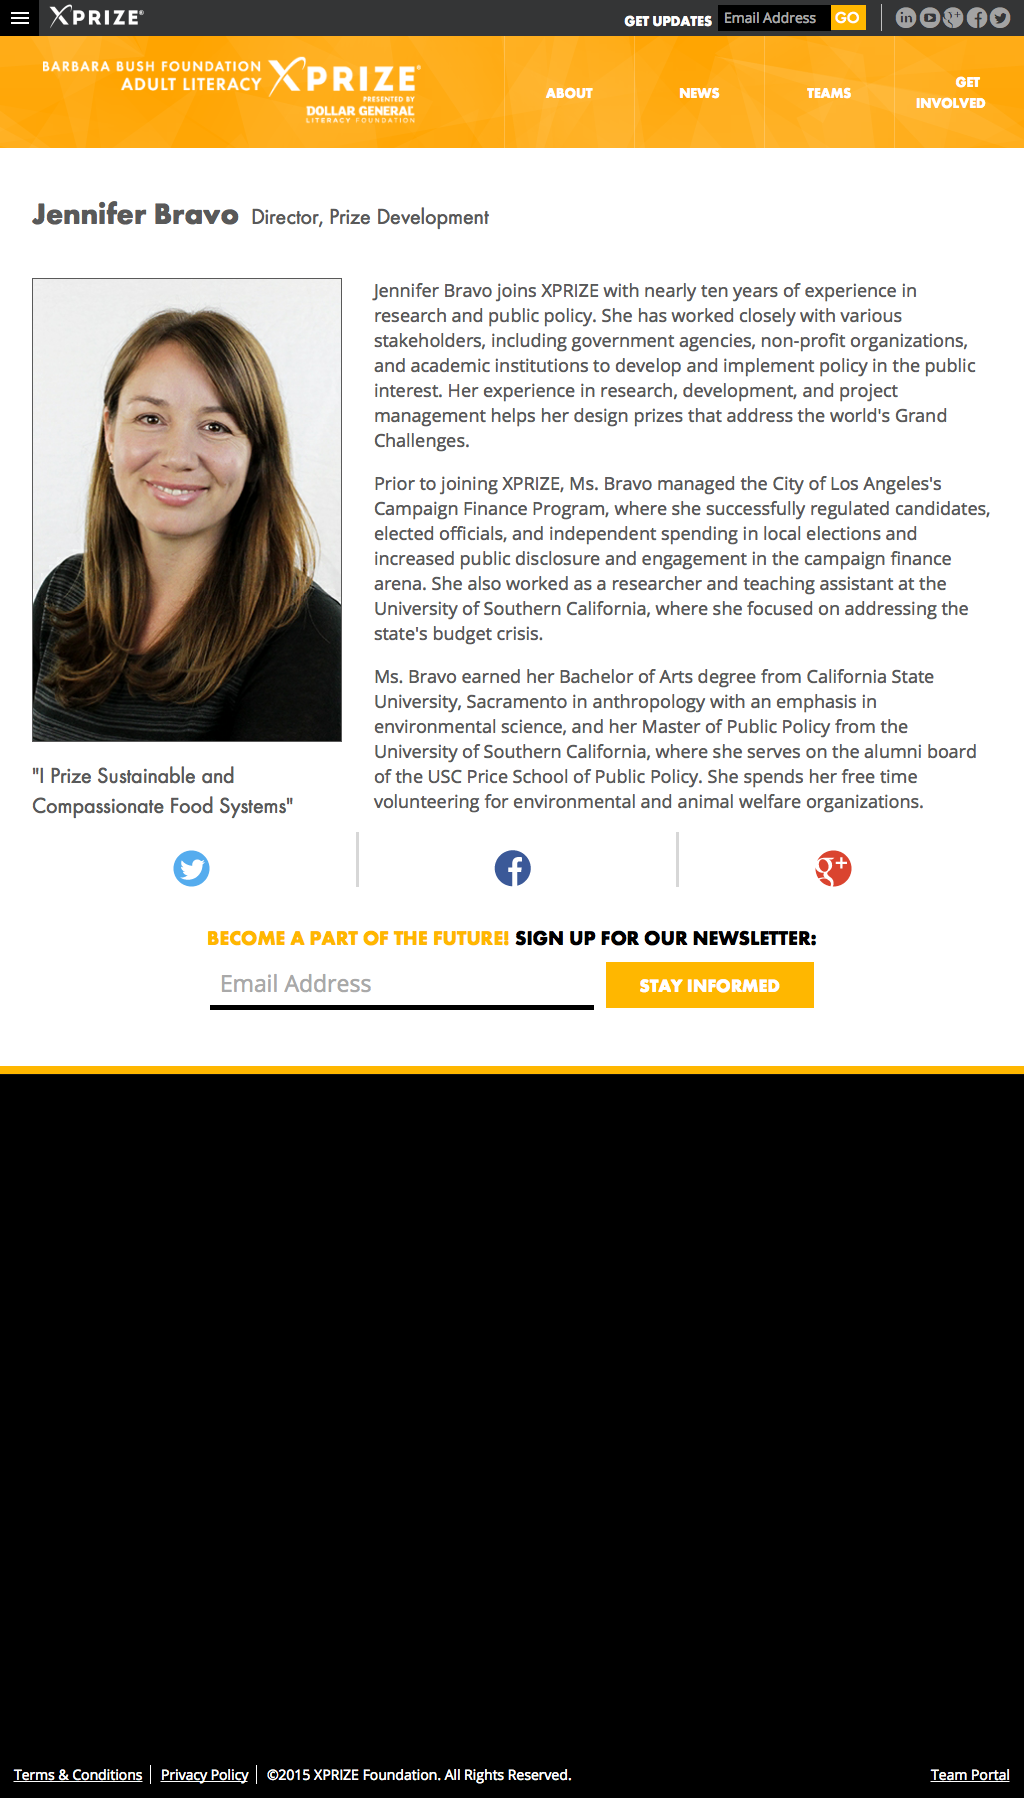 XPRIZE®
GET UPDATES Email Address GO
BARBARA BUSH FOUNDATION
ADULT LITERACY XPRIZE®
PRESENTED BY
DOLLAR GENERAL
LITERACY FOUNDATION
ABOUT
NEWS
TEAMS
GET
INVOLVED
Jennifer Bravo Director, Prize Development
Jennifer Bravo joins XPRIZE with nearly ten years of experience in
research and public policy. She has worked closely with various
stakeholders, including government agencies, non-profit organizations,
and academic institutions to develop and implement policy in the public
interest. Her experience in research, development, and project
management helps her design prizes that address the world's Grand
Challenges.
Prior to joining XPRIZE, Ms. Bravo managed the City of Los Angeles's
Campaign Finance Program, where she successfully regulated candidates,
elected officials, and independent spending in local elections and
increased public disclosure and engagement in the campaign finance
arena. She also worked as a researcher and teaching assistant at the
University of Southern California, where she focused on addressing the
state's budget crisis.
Ms. Bravo earned her Bachelor of Arts degree from California State
University, Sacramento in anthropology with an emphasis in
environmental science, and her Master of Public Policy from the
University of Southern California, where she serves on the alumni board
of the USC Price School of Public Policy. She spends her free time
volunteering for environmental and animal welfare organizations.
"I Prize Sustainable and
Compassionate Food Systems"
BECOME A PART OF THE FUTURE! SIGN UP FOR OUR NEWSLETTER:
Email Address STAY INFORMED
Terms & Conditions Privacy Policy ©2015 XPRIZE Foundation. All Rights Reserved. Team Portal